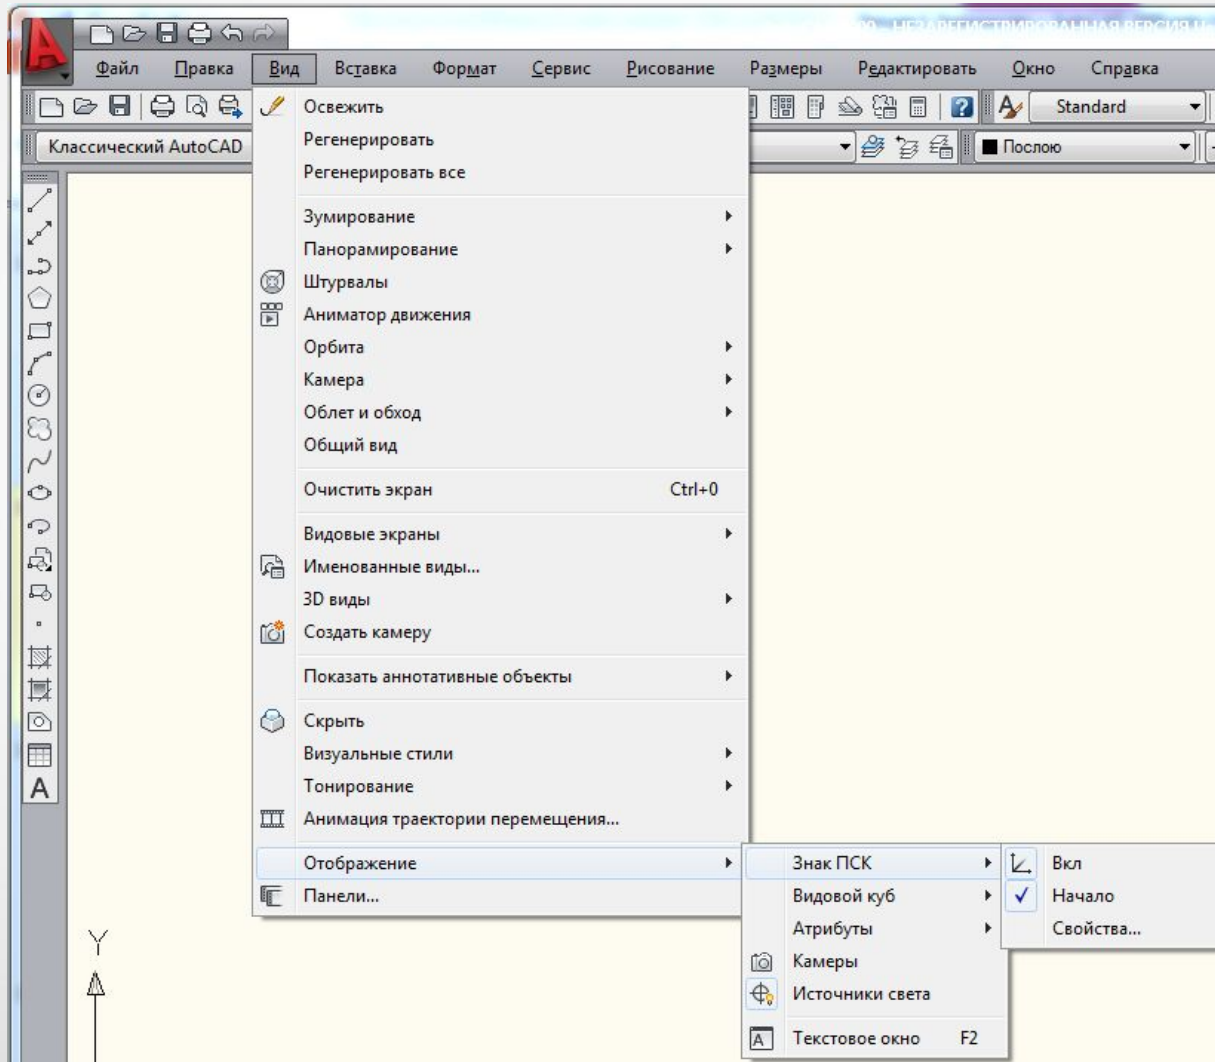 НЕЗАРЕГИСТРИРОВАННАЯ ВЕРСИЯ
Файл Правка Вид Вставка Формат Сервис Рисование Размеры Редактировать Окно Справка
Standard
Классический AutoCAD Послою
Освежить
Регенерировать
Регенерировать все
Зумирование
Панорамирование
Штурвалы
Аниматор движения
Орбита
Камера
Облет и обход
Общий вид
Очистить экран Ctrl+0
Видовые экраны
Именованные виды...
3D виды
Создать камеру
Показать аннотативные объекты
Скрыть
Визуальные стили
Тонирование
Анимация траектории перемещения...
Отображение
Панели...
Знак ПСК
Видовой куб
Атрибуты
Камеры
Источники света
Текстовое окно F2
Вкл
Начало
Свойства...
Y